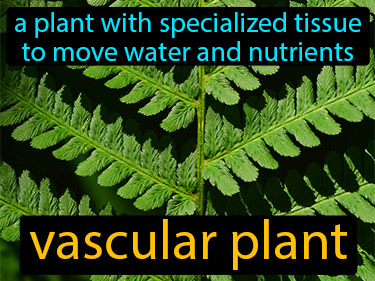 a plant with specialized tissue
to move water and nutrients
vascular plant